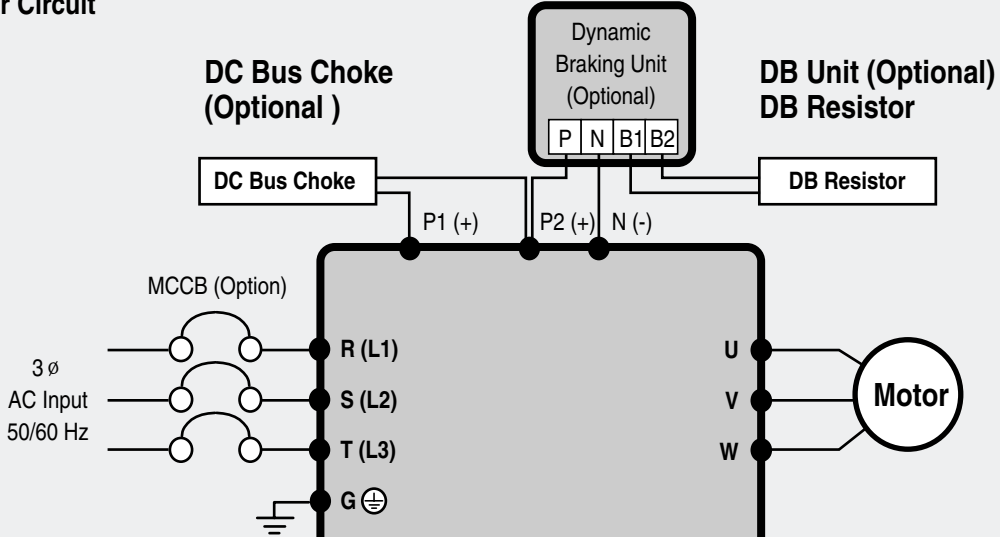 r Circuit
DC Bus Choke
(Optional )
Dynamic
Braking Unit
(Optional)
P N B1 B2
DB Unit (Optional)
DB Resistor
DC Bus Choke
DB Resistor
P1 (+) P2 (+) N (-)
MCCB (Option)
3 ø
AC Input
50/60 Hz
R (L1)
S (L2)
T (L3)
G
U
V
W
Motor